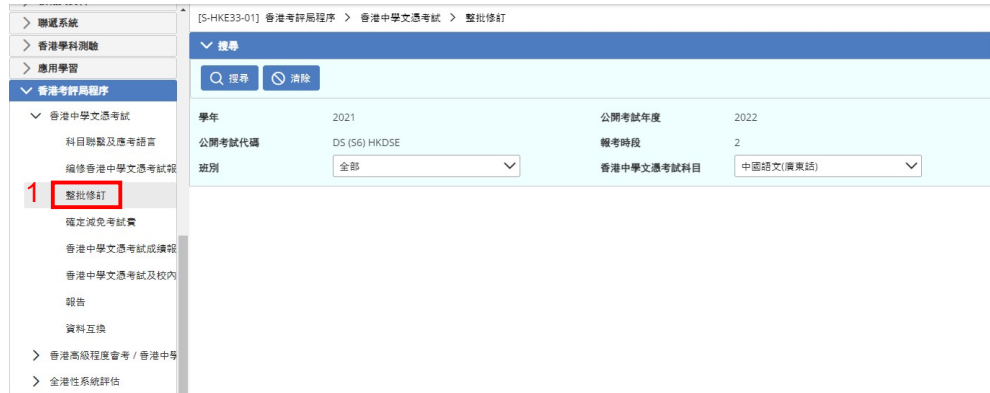 聯遞系統
香港學科測驗
應用學習
香港考評局程序
香港中學文憑考試
科目聯繫及應考語言
編修香港中學文憑考試報
1 整批修訂
確定減免考試費
香港中學文憑考試成績報
香港中學文憑考試及校內
報告
資料互換
香港高級程度會考 / 香港中學
全港性系統評估
[S-HKE33-01] 香港考評局程序 > 香港中學文憑考試 > 整批修訂
搜尋
搜尋 清除
學年 2021 公開考試年度 2022
公開考試代碼 DS (S6) HKDSE 報考時段 2
班別 全部 香港中學文憑考試科目 中國語文(廣東話)